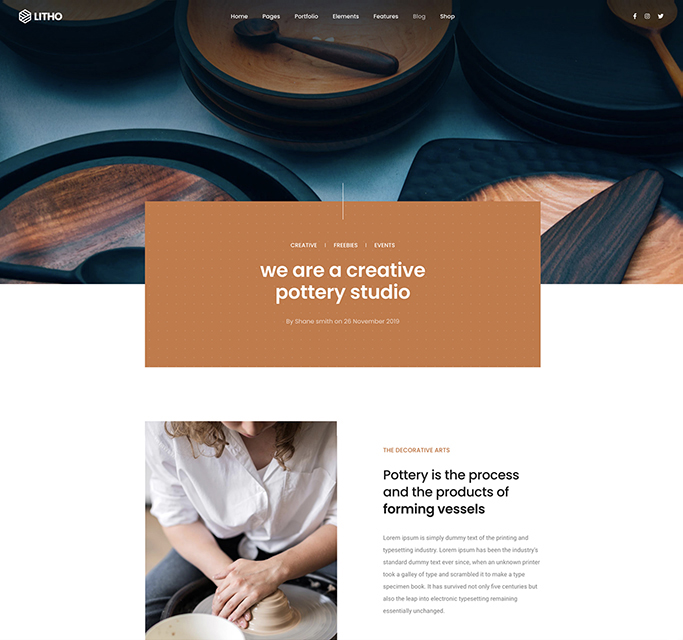 LITHO
Home Pages Portfolio Elements Features Blog Shop
CREATIVE | FREEBIES | EVENTS
we are a creative
pottery studio
By Shane smith on 26 November 2019
THE DECORATIVE ARTS
Pottery is the process
and the products of
forming vessels
Lorem ipsum is simply dummy text of the printing and
typesetting industry. Lorem ipsum has been the industry's
standard dummy text ever since, when an unknown printer
took a galley of type and scrambled it to make a type
specimen book. It has survived not only five centuries but
also the leap into electronic typesetting remaining
essentially unchanged.